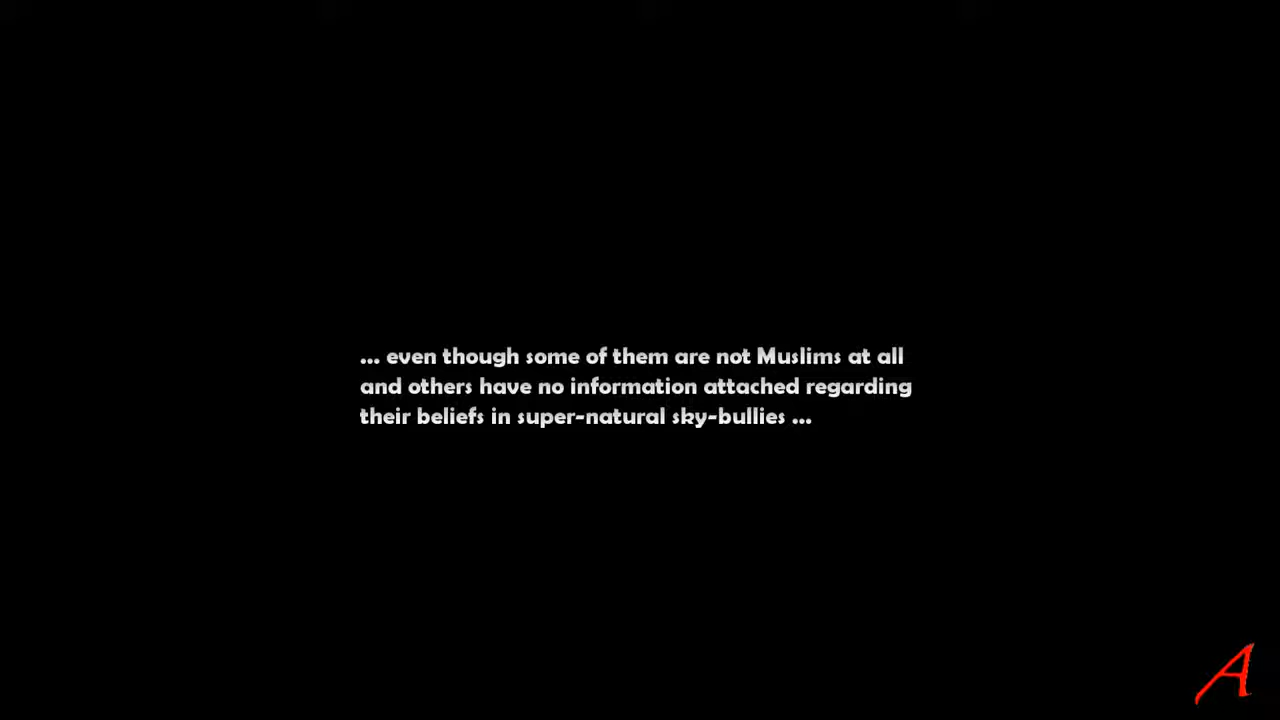 ... even though some of them are not Muslims at all
and others have no information attached regarding
their beliefs in super-natural sky-bullies ...
A